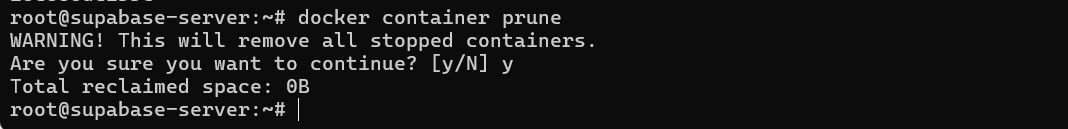 root@supabase-server:~# docker container prune
WARNING! This will remove all stopped containers.
Are you sure you want to continue? [y/N] y
Total reclaimed space: 0B
root@supabase-server:~#